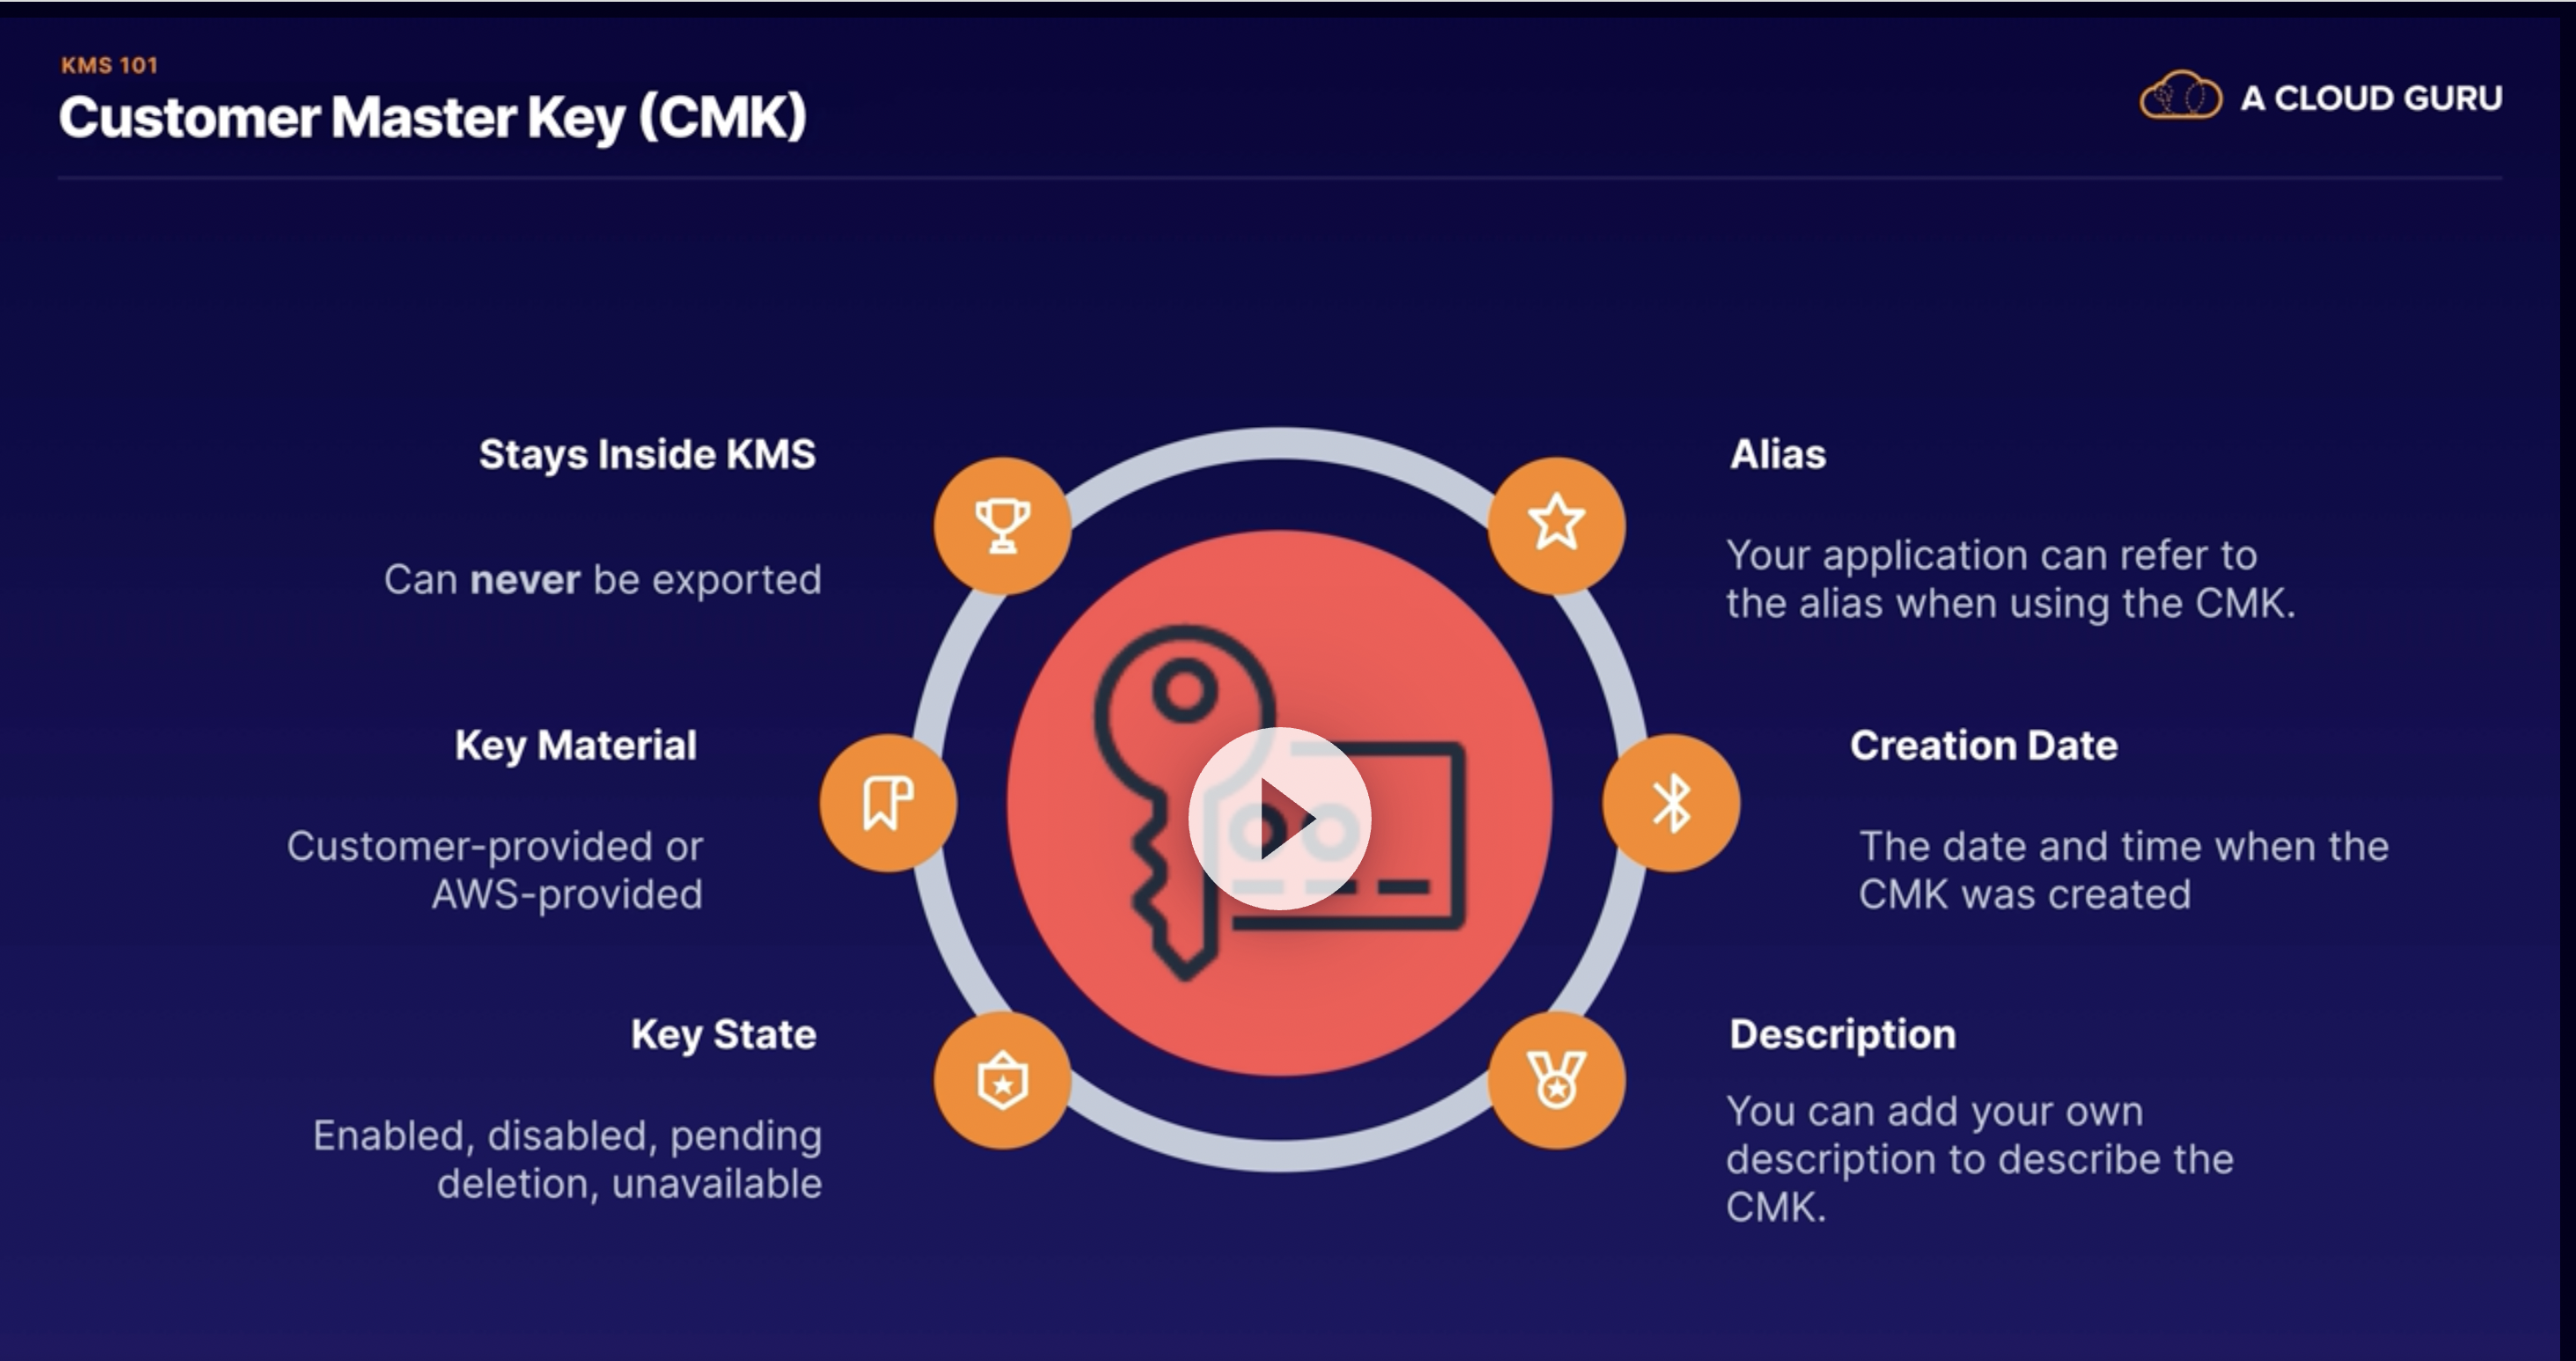 KMS 101
Customer Master Key (CMK)
A CLOUD GURU
Stays Inside KMS
Can never be exported
Key Material
Customer-provided or
AWS-provided
Key State
Enabled, disabled, pending
deletion, unavailable
Alias
Your application can refer to
the alias when using the CMK.
Creation Date
The date and time when the
CMK was created
Description
You can add your own
description to describe the
CMK.